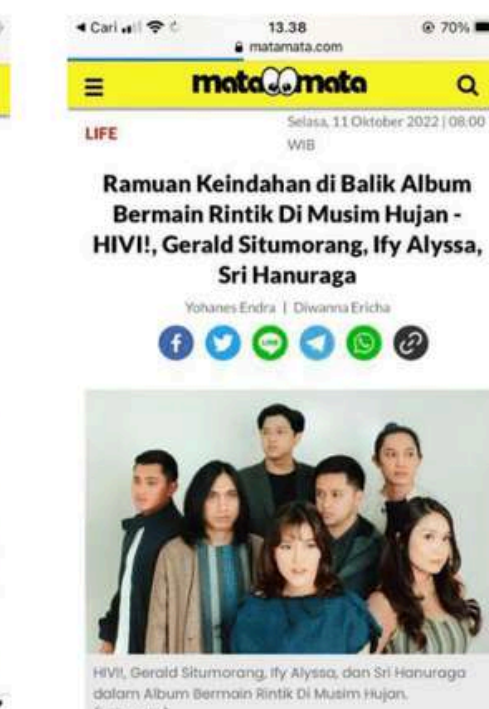 ◀ Cari
13.38
70%
matamata.com
matamata
LIFE
Selasa, 11 Oktober 2022 | 08:00
WIB
Ramuan Keindahan di Balik Album
Bermain Rintik Di Musim Hujan -
HIVI!, Gerald Situmorang, Ify Alyssa,
Sri Hanuraga
Yohanes Endra | Diwanna Ericha
LINE
HIVI!, Gerald Situmorang, Ify Alyssa, dan Sri Hanuraga
dalam Album Bermain Rintik Di Musim Hujan.